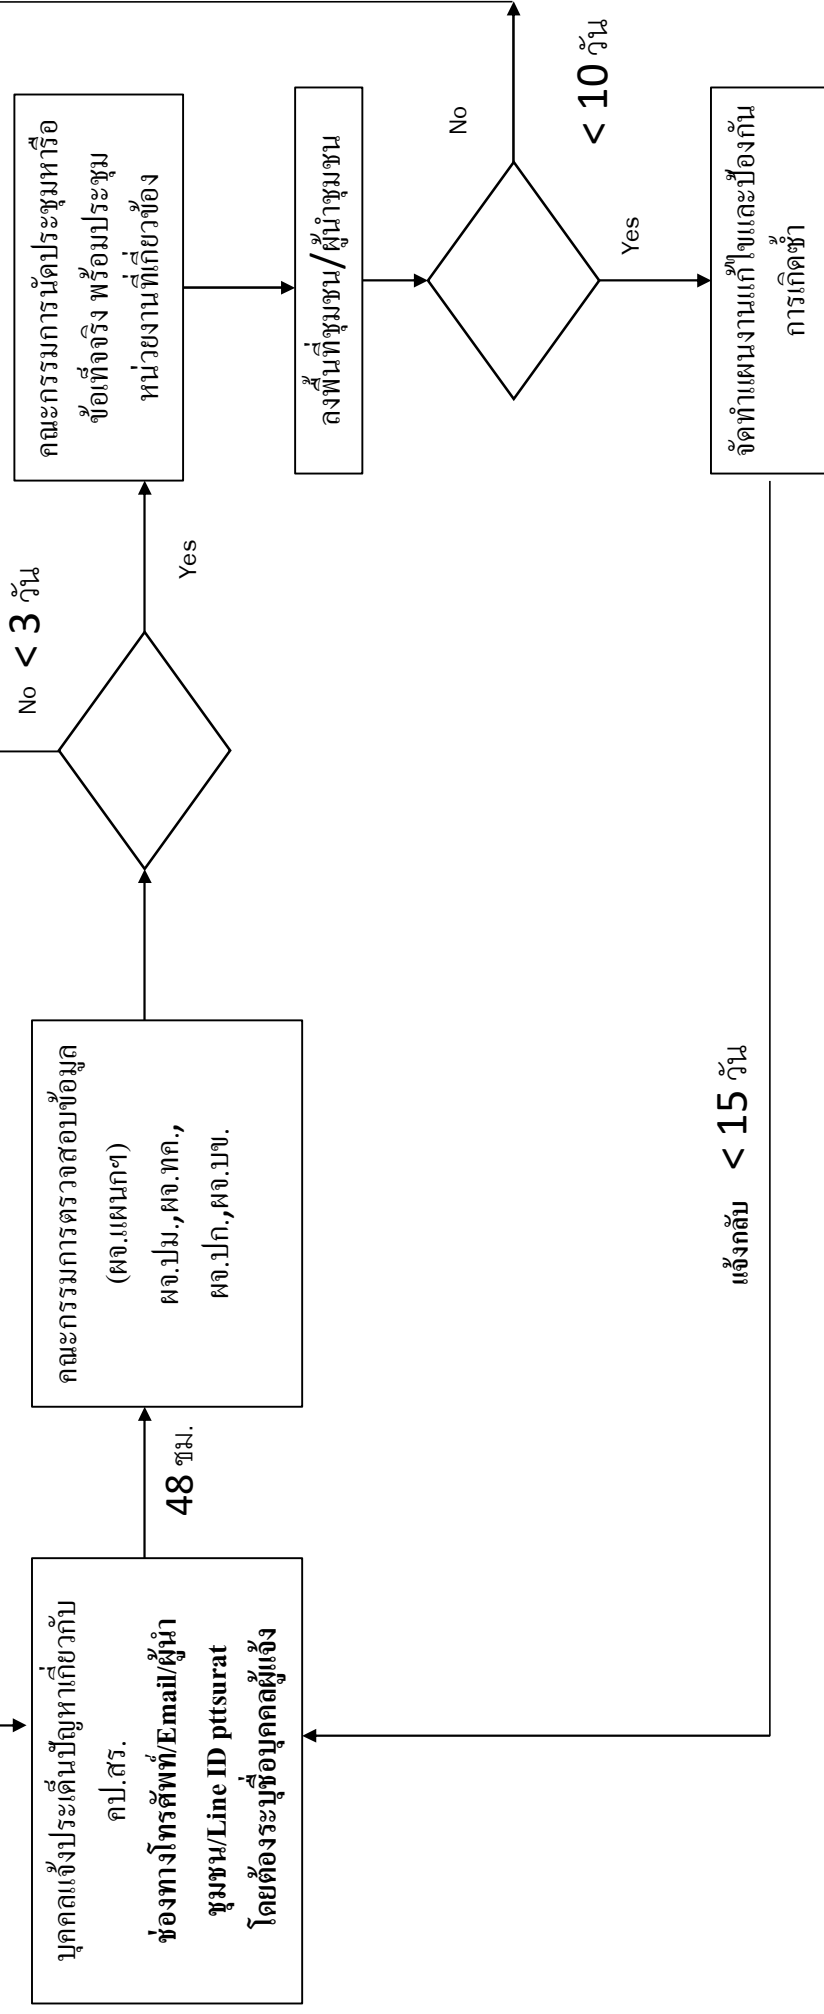 บุคคลแจ้งประเด็นปัญหาเกี่ยวกับ
คป.สร.
ช่องทางโทรศัพท์/Email/ผู้นำ
ชุมชน/Line ID pttsurat
โดยต้องระบุชื่อบุคคลผู้แจ้ง
48 ชม.
คณะกรรมการตรวจสอบข้อมูล
(ผจ.แผนกฯ)
ผจ.ปม.,ผจ.ทค.,
ผจ.ปก.,ผจ.บข.
No < 3 วัน
Yes
คณะกรรมการนัดประชุมหารือ
ข้อเท็จจริง พร้อมประชุม
หน่วยงานที่เกี่ยวข้อง
ลงพื้นที่ชุมชน/ผู้นำชุมชน
No
< 10 วัน
Yes
จัดทำแผนงานแก้ไขและป้องกัน
การเกิดซ้ำ
แจ้งกลับ < 15 วัน